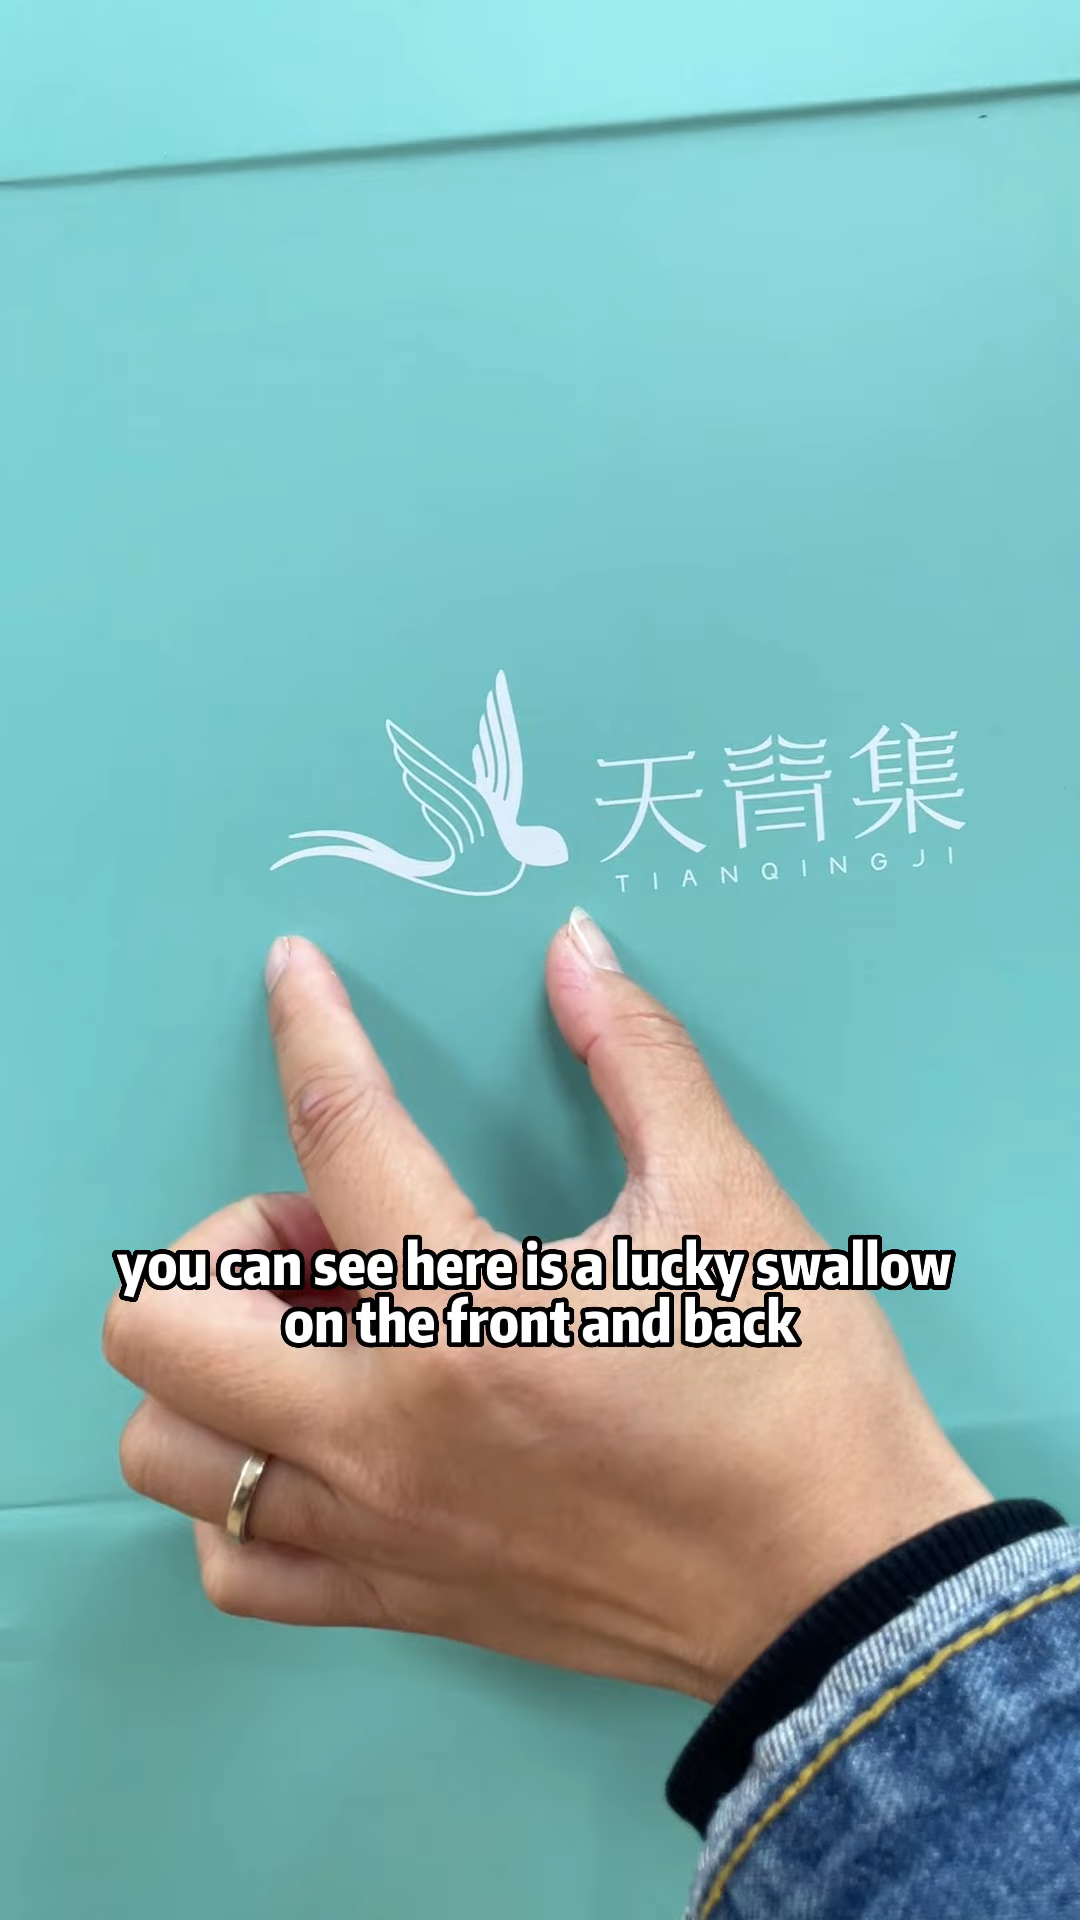 天青集
TIANQINGJI
you can see here is a lucky swallow
on the front and back